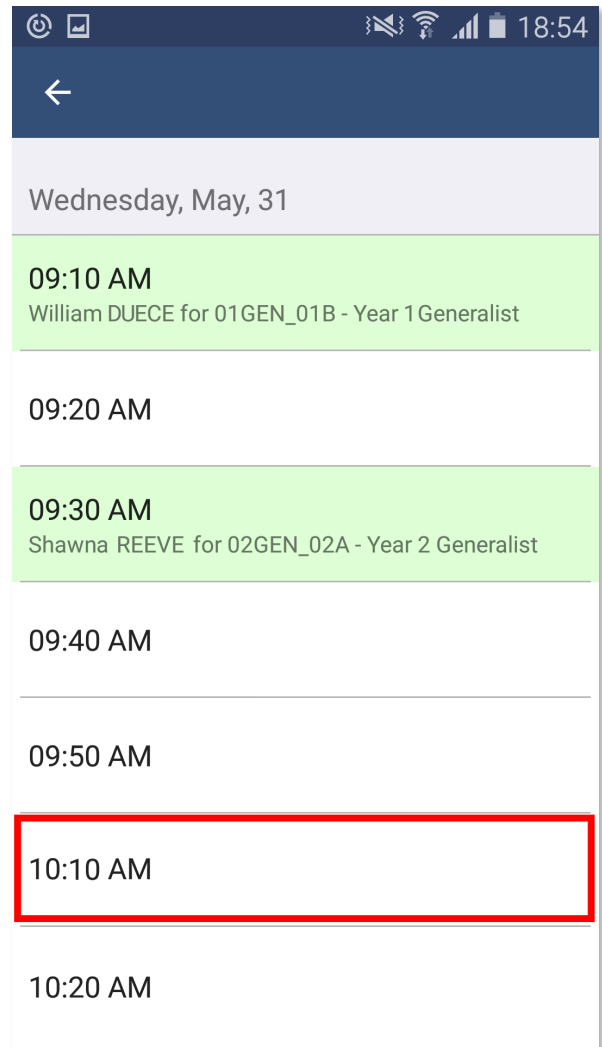 18:54
Wednesday, May, 31
09:10 AM
William DUECE for 01GEN_01B - Year 1 Generalist
09:20 AM
09:30 AM
Shawna REEVE for 02GEN_02A - Year 2 Generalist
09:40 AM
09:50 AM
10:10 AM
10:20 AM